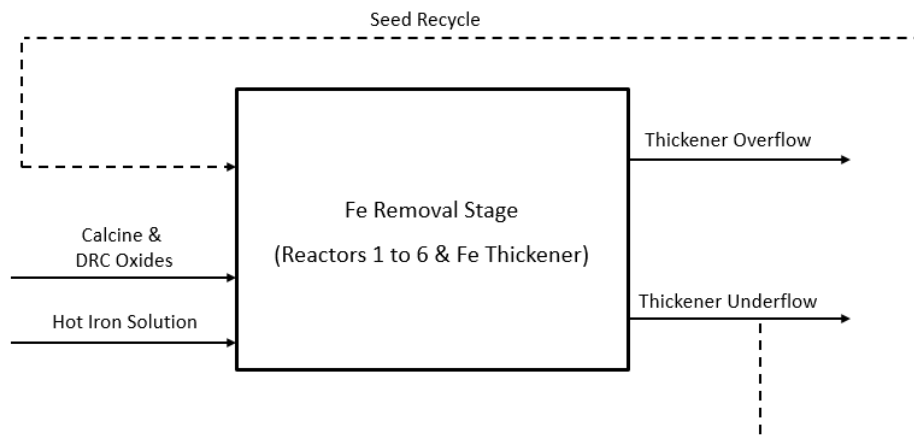 Seed Recycle
Thickener Overflow
Fe Removal Stage
(Reactors 1 to 6 & Fe Thickener)
Calcine &
DRC Oxides
Hot Iron Solution
Thickener Underflow